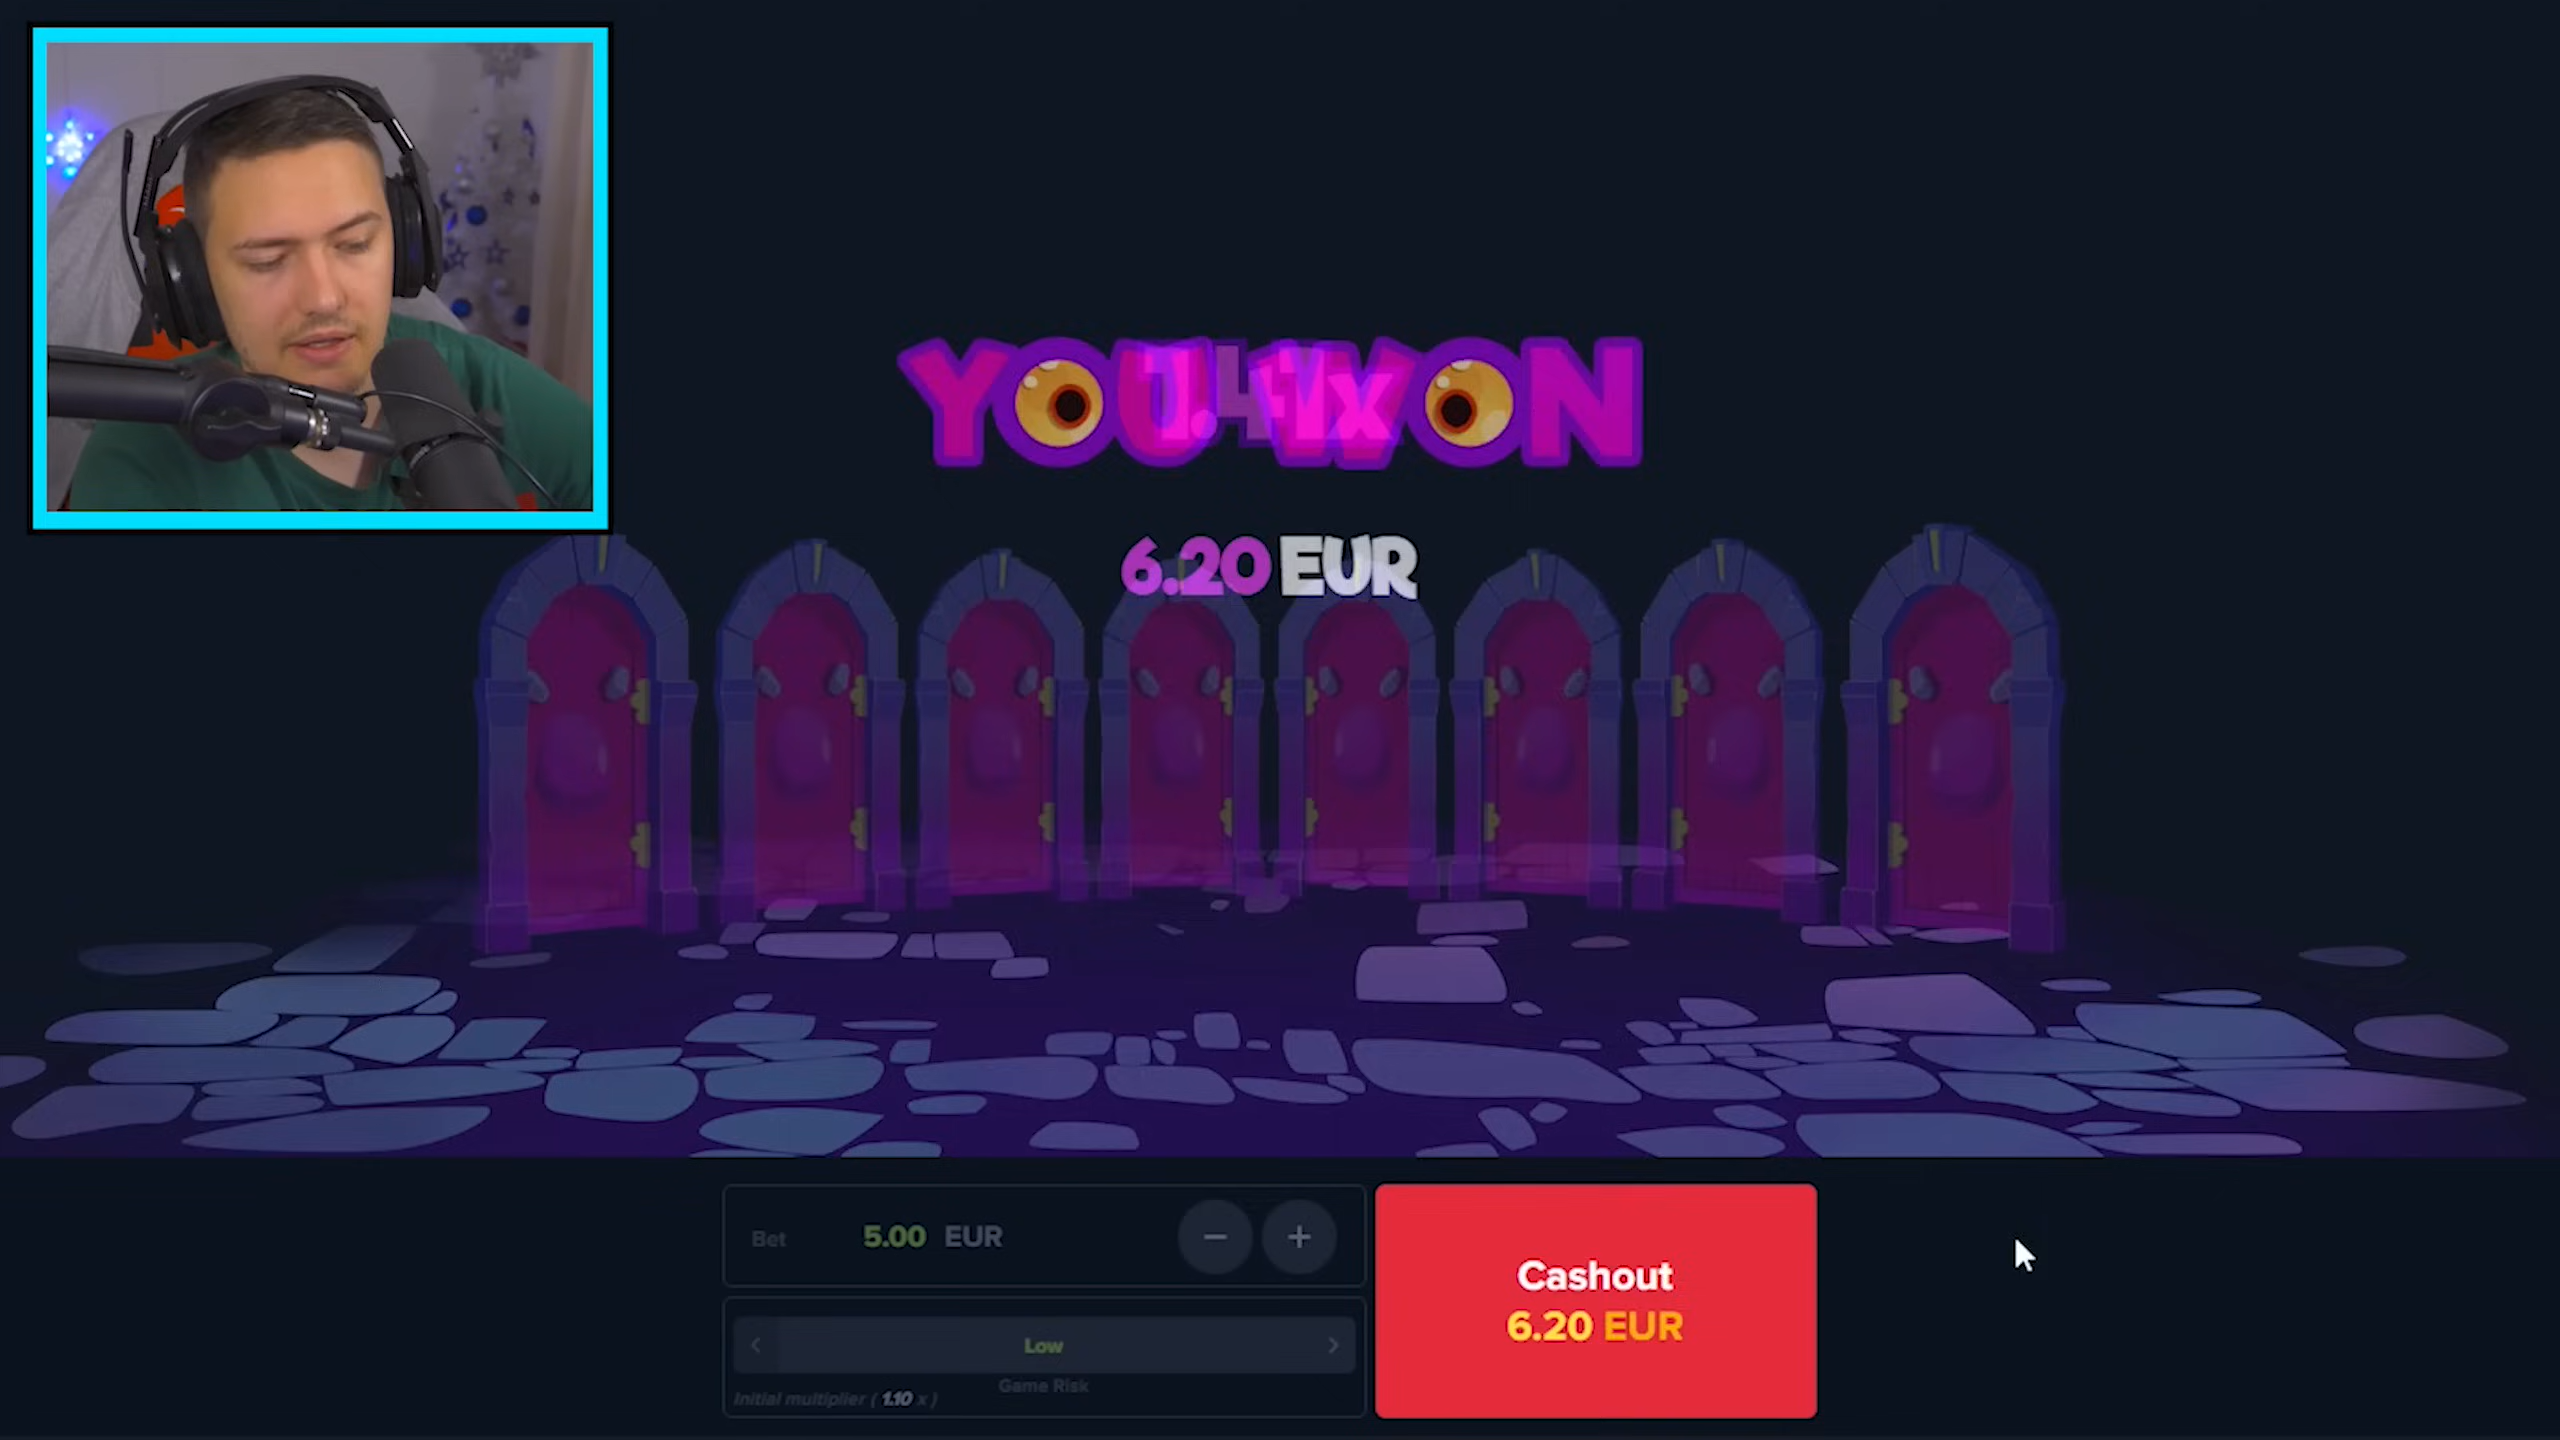 YOU WON
1.41x
6.20 EUR
Bet 5.00 EUR − +
Cashout
6.20 EUR
< Low >
Game Risk
Initial multiplier ( 1.10 x )